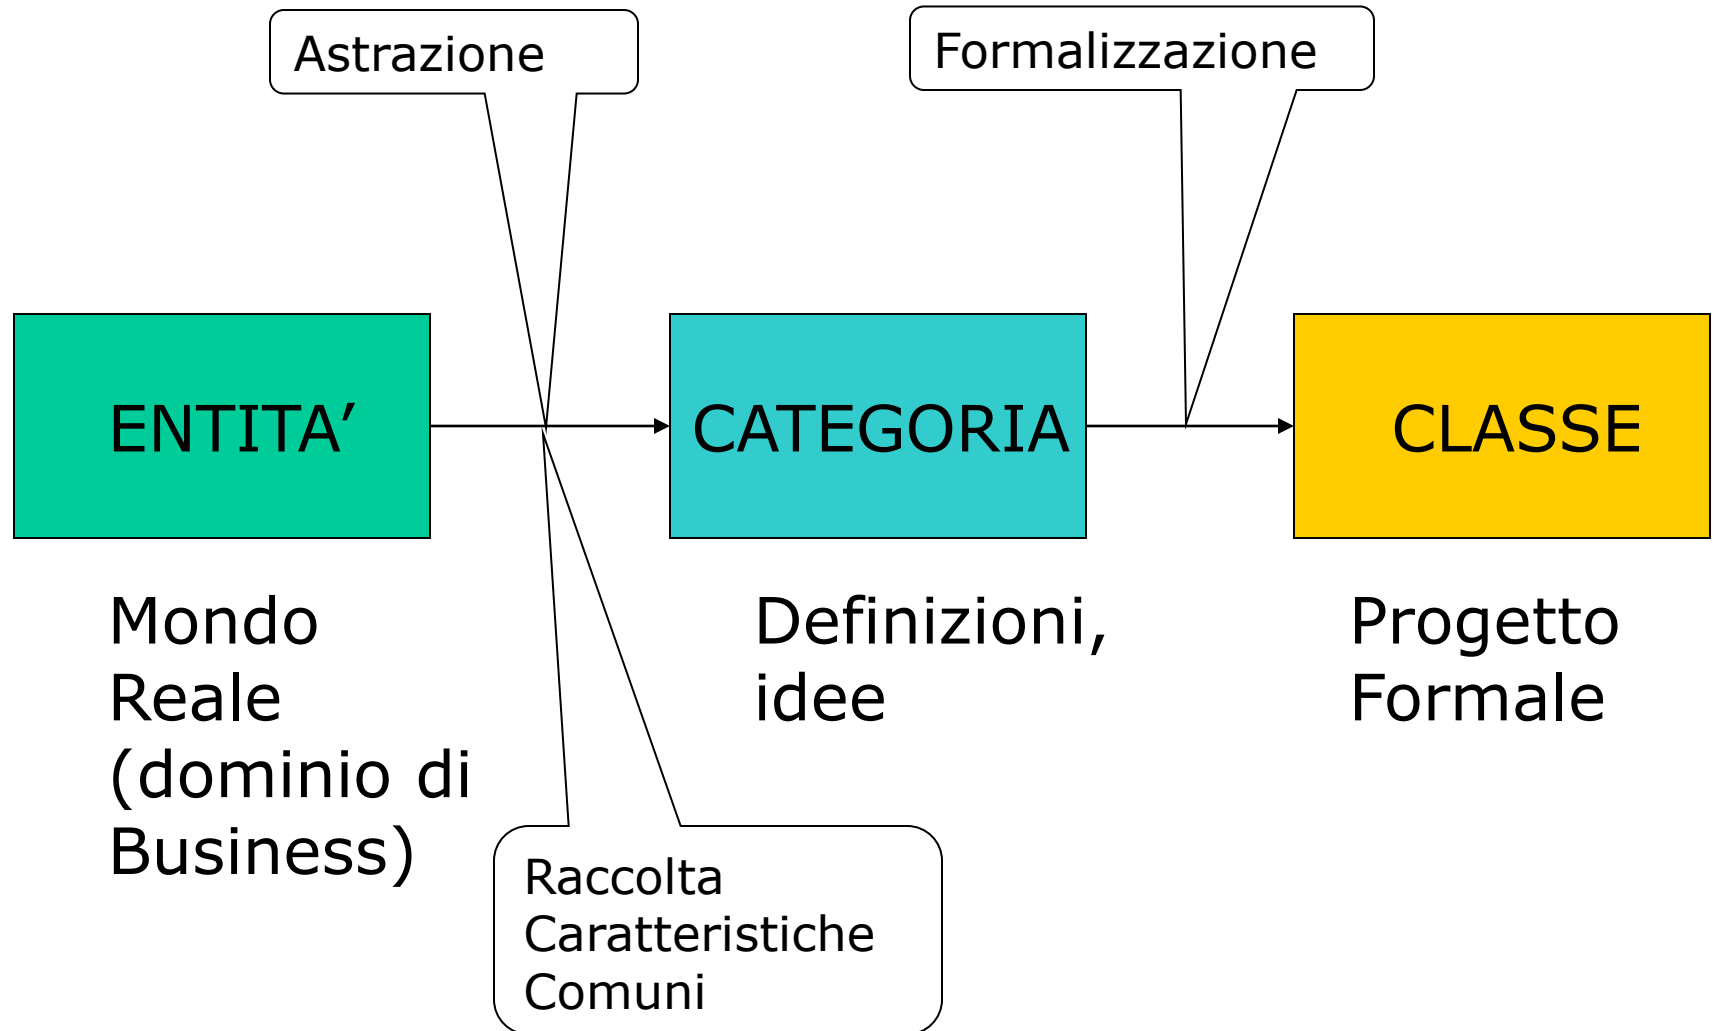 Astrazione
Formalizzazione
ENTITA’
CATEGORIA
CLASSE
Mondo
Reale
(dominio di
Business)
Definizioni,
idee
Progetto
Formale
Raccolta
Caratteristiche
Comuni